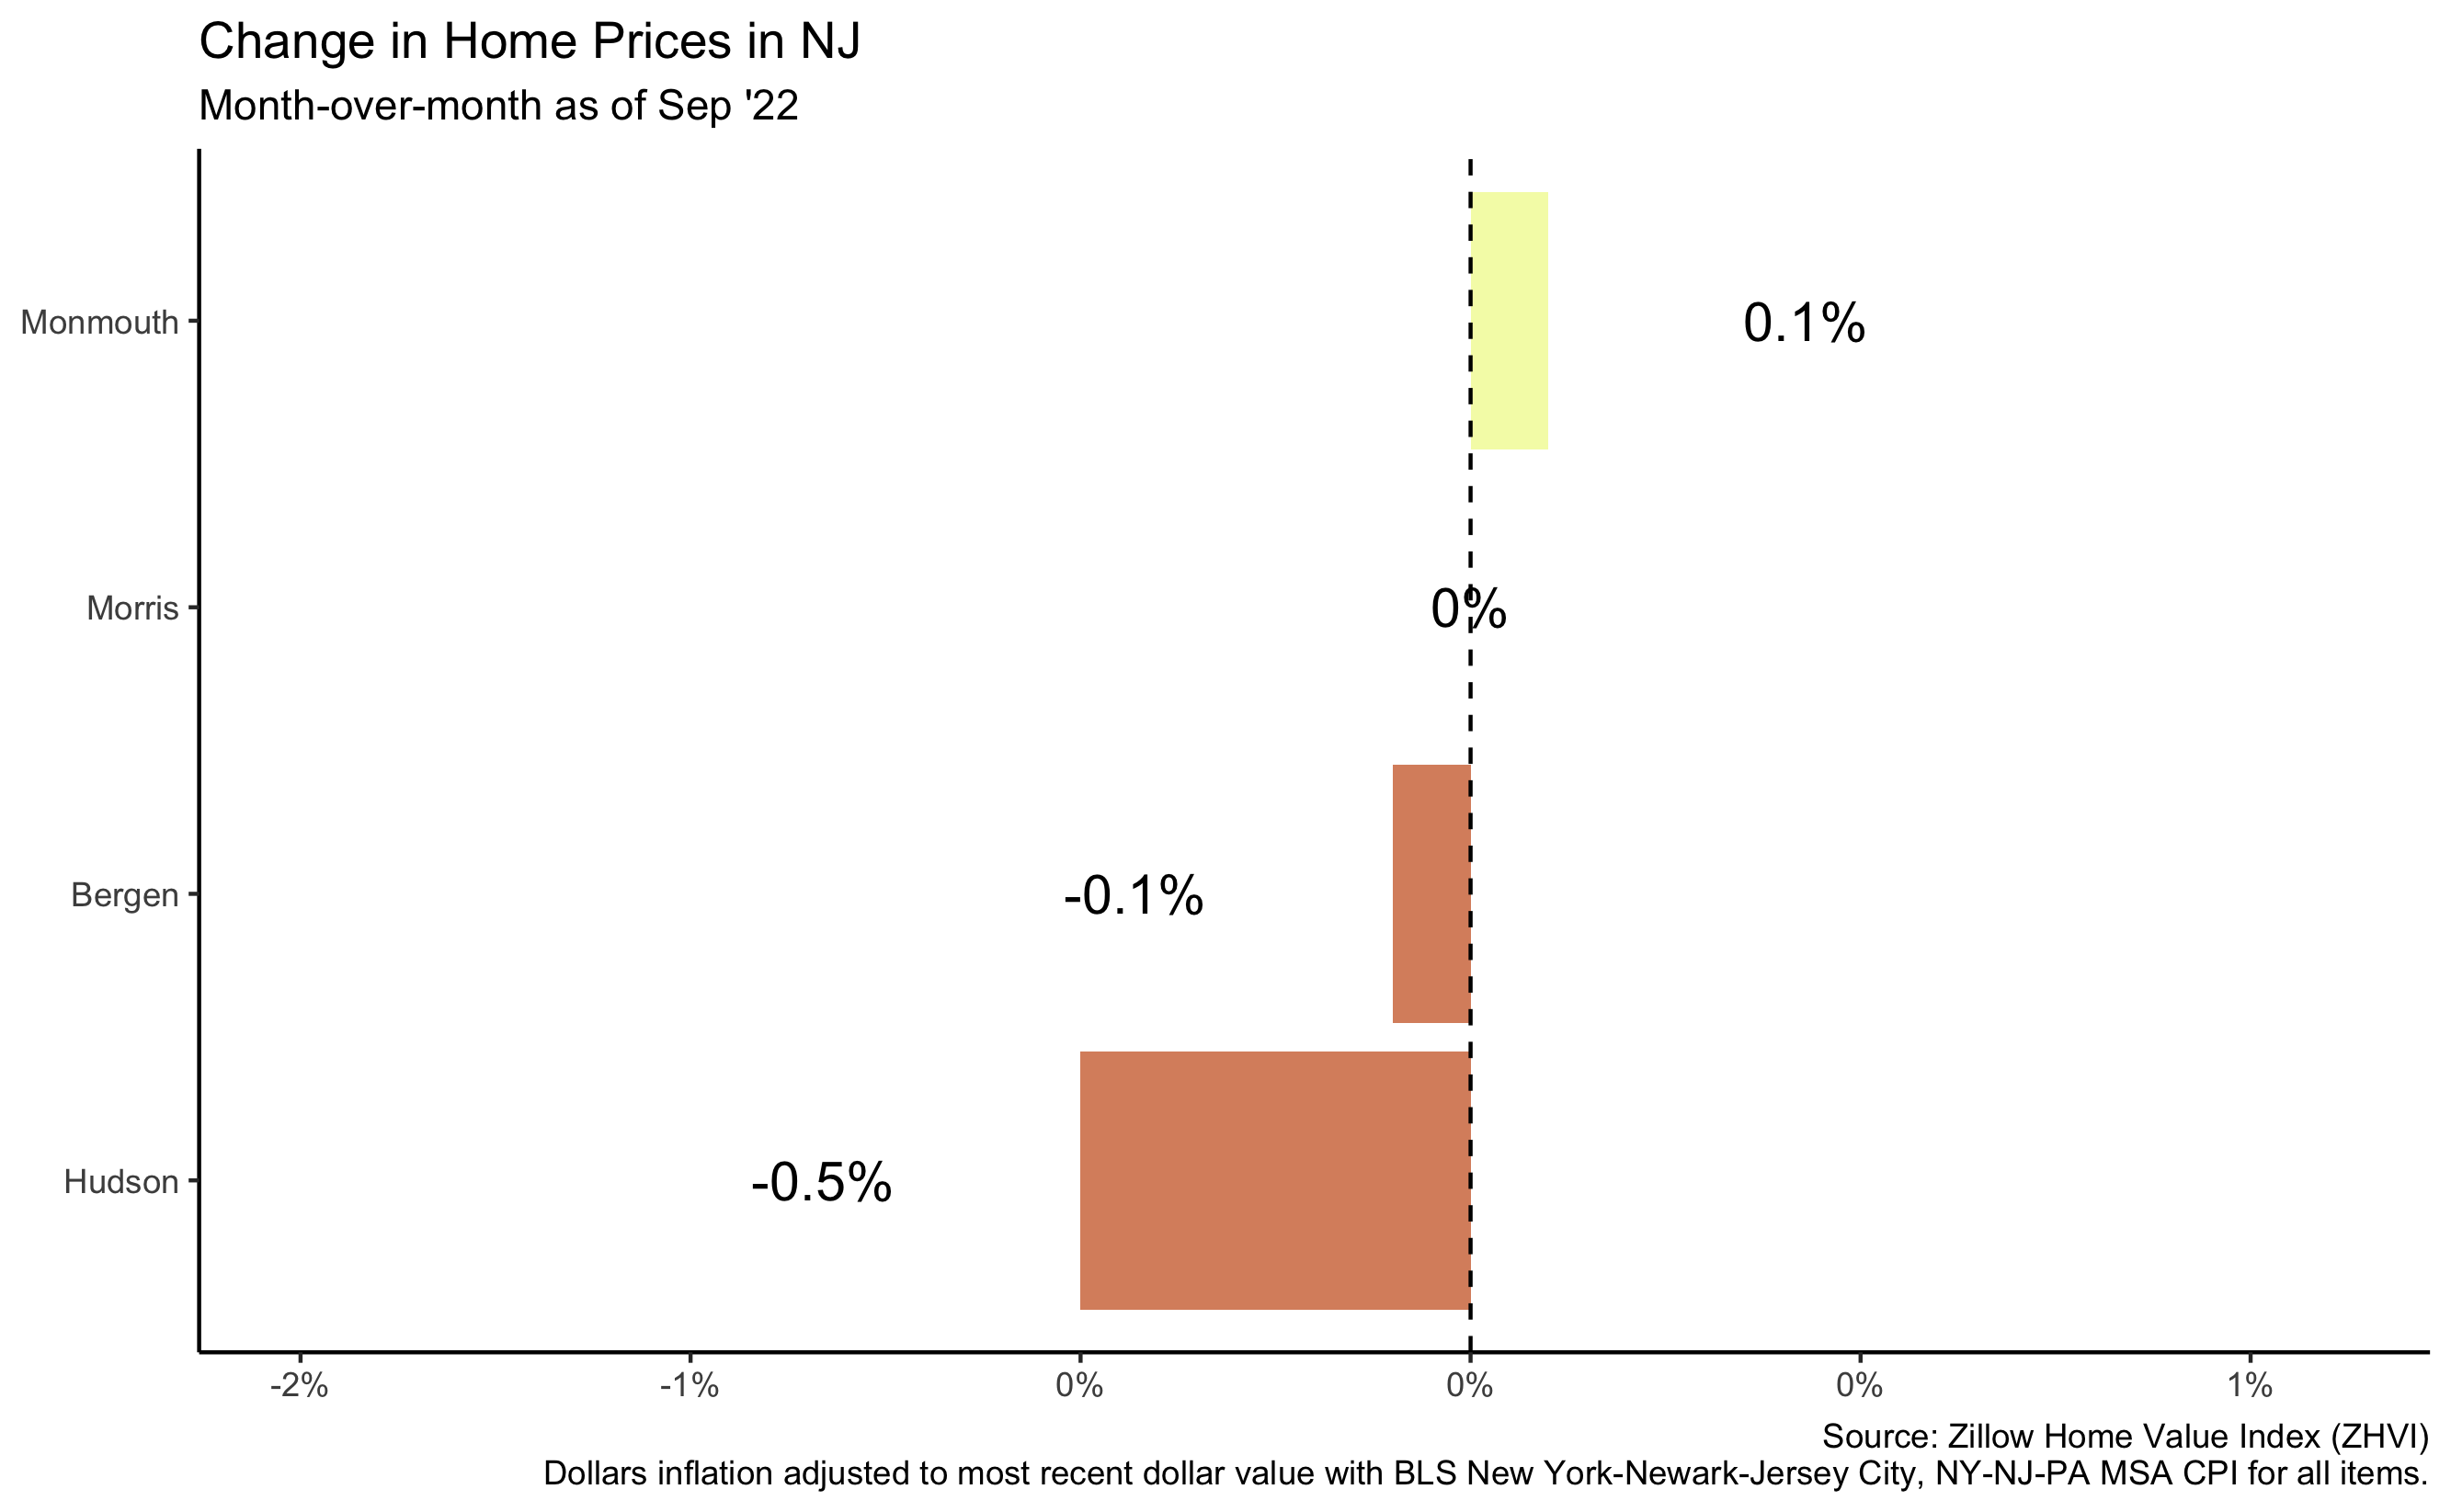 Change in Home Prices in NJ
Month-over-month as of Sep '22
Monmouth
0.1%
Morris
0%
Bergen
-0.1%
Hudson
-0.5%
-2%
-1%
0%
0%
0%
1%
Source: Zillow Home Value Index (ZHVI)
Dollars inflation adjusted to most recent dollar value with BLS New York-Newark-Jersey City, NY-NJ-PA MSA CPI for all items.